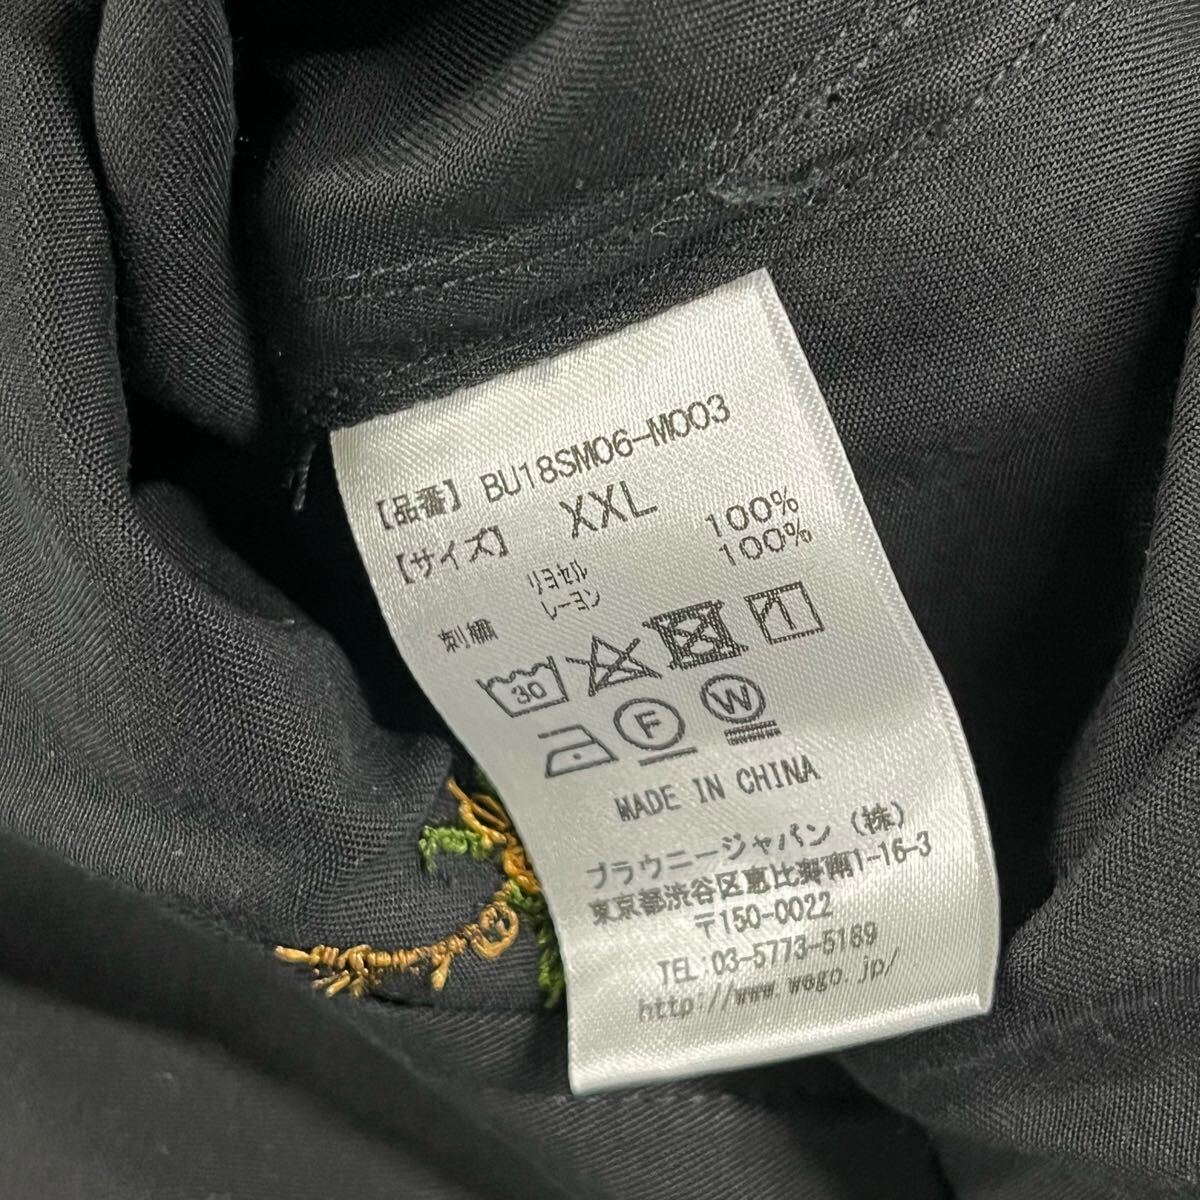 【品番】 BU18SM06-M003
【サイズ】 XXL
リヨセル 100%
刺繍 レーヨン 100%
30
F W
MADE IN CHINA
ブラウニージャパン（株）
東京都渋谷区恵比寿南1-16-3
〒150-0022
TEL:03-5773-5189
http://www.wego.jp/